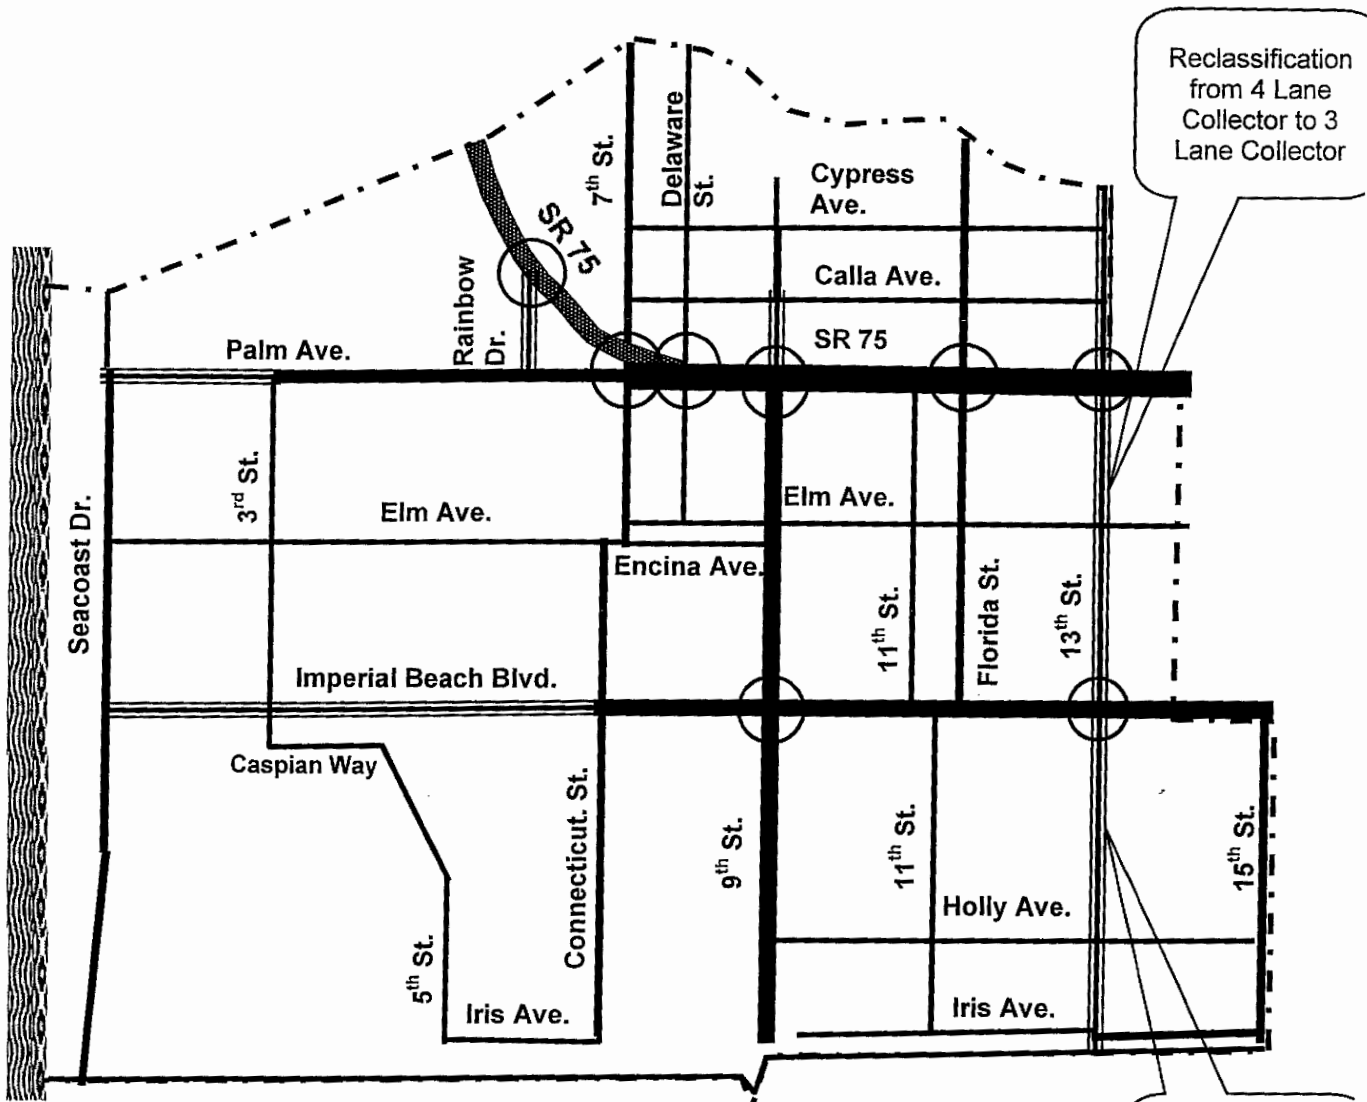 Reclassification
from 4 Lane
Collector to 3
Lane Collector
7th St.
Delaware
St.
Cypress
Ave.
SR 75
Calla Ave.
Rainbow
Dr.
SR 75
Palm Ave.
3rd St.
Elm Ave.
Elm Ave.
Seacoast Dr.
Encina Ave.
11th St.
Florida St.
13th St.
Imperial Beach Blvd.
Caspian Way
Connecticut. St.
9th St.
11th St.
15th St.
Holly Ave.
5th St.
Iris Ave.
Iris Ave.